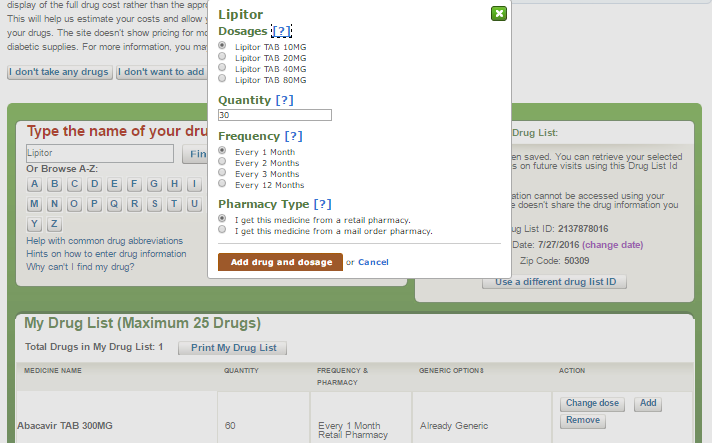 display of the full drug cost rather than the appr
This will help us estimate your costs and allow y
your drugs. The site doesn't show pricing for mo
diabetic supplies. For more information, you may
I don't take any drugs I don't want to add
Lipitor
Dosages [?]
Lipitor TAB 10MG
Lipitor TAB 20MG
Lipitor TAB 40MG
Lipitor TAB 80MG
Quantity [?]
30
Frequency [?]
Every 1 Month
Every 2 Months
Every 3 Months
Every 12 Months
Pharmacy Type [?]
I get this medicine from a retail pharmacy.
I get this medicine from a mail order pharmacy.
Add drug and dosage or Cancel
Type the name of your dru
Lipitor Fin
Or Browse A-Z:
A B C D E F G H I
M N O P Q R S T U
Y Z
Help with common drug abbreviations
Hints on how to enter drug information
Why can't I find my drug?
Drug List:
en saved. You can retrieve your selected
s on future visits using this Drug List Id
ation cannot be accessed using your
e doesn't share the drug information you
ug List ID: 2137878016
Date: 7/27/2016 (change date)
Zip Code: 50309
Use a different drug list ID
My Drug List (Maximum 25 Drugs)
Total Drugs in My Drug List: 1 Print My Drug List
MEDICINE NAME QUANTITY FREQUENCY & PHARMACY GENERIC OPTIONS ACTION
Abacavir TAB 300MG 60 Every 1 Month Retail Pharmacy Already Generic Change dose Add Remove